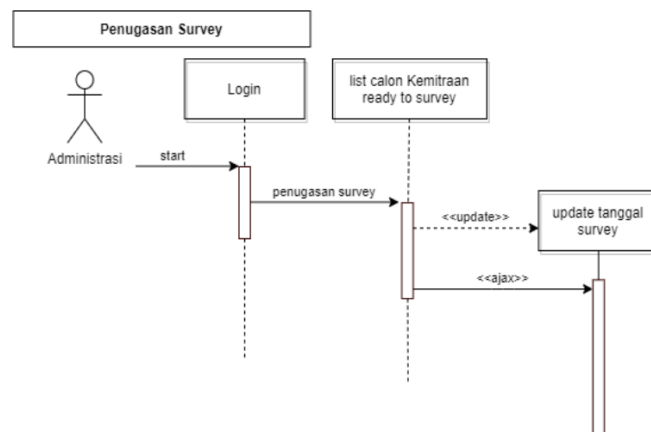 Penugasan Survey
Login
list calon Kemitraan
ready to survey
Administrasi
start
penugasan survey
<<update>>
update tanggal
survey
<<ajax>>